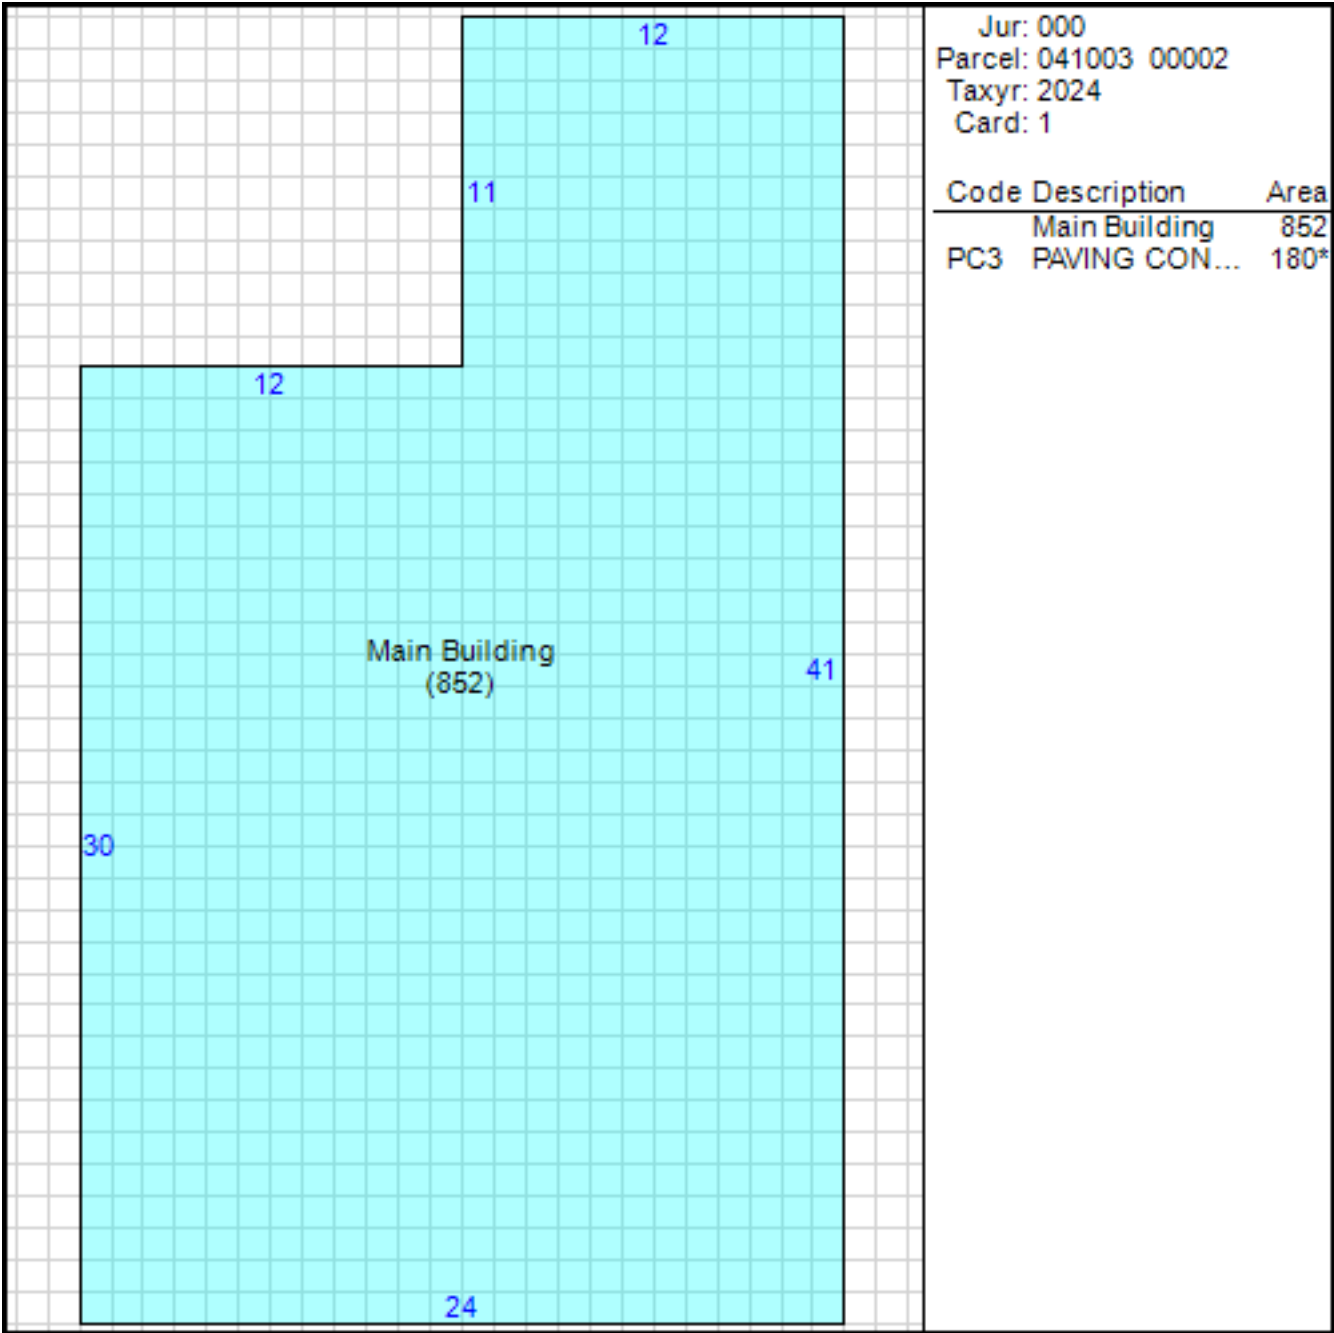 12
11
12
Main Building
(852)
41
30
24
Jur: 000
Parcel: 041003 00002
Taxyr: 2024
Card: 1
Code Description Area
Main Building 852
PC3 PAVING CON... 180*